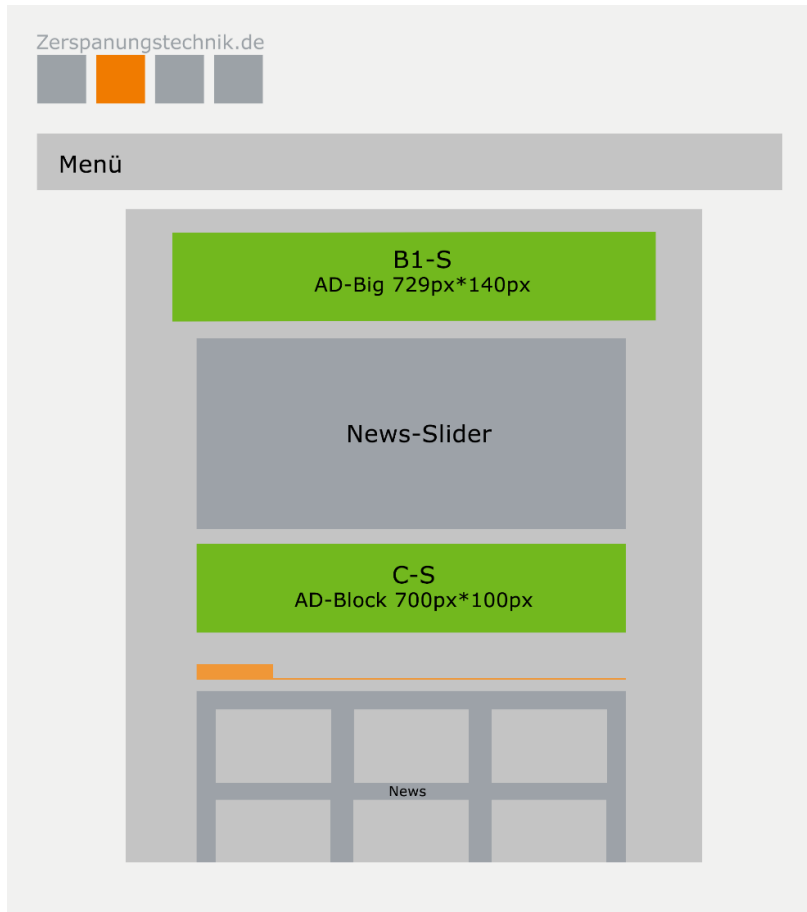 Zerspanungstechnik.de
Menü
B1-S
AD-Big 729px*140px
News-Slider
C-S
AD-Block 700px*100px
News